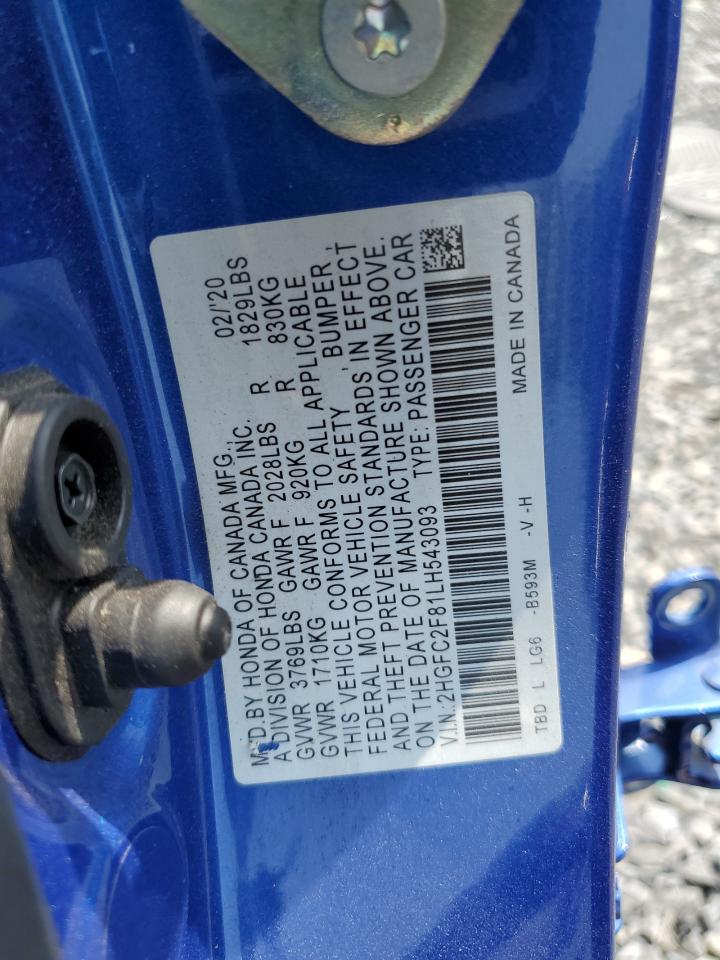 MFD.BY HONDA OF CANADA MFG., 02/'20
A DIVISION OF HONDA CANADA INC.
GVWR 3769LBS GAWR F 2028LBS R 1829LBS
GVWR 1710KG GAWR F 920KG R 830KG
THIS VEHICLE CONFORMS TO ALL APPLICABLE
FEDERAL MOTOR VEHICLE SAFETY , BUMPER ,
AND THEFT PREVENTION STANDARDS IN EFFECT
ON THE DATE OF MANUFACTURE SHOWN ABOVE.
V.I.N.:2HGFC2F81LH543093 TYPE: PASSENGER CAR
TBD L LG6 -B593M -V -H MADE IN CANADA